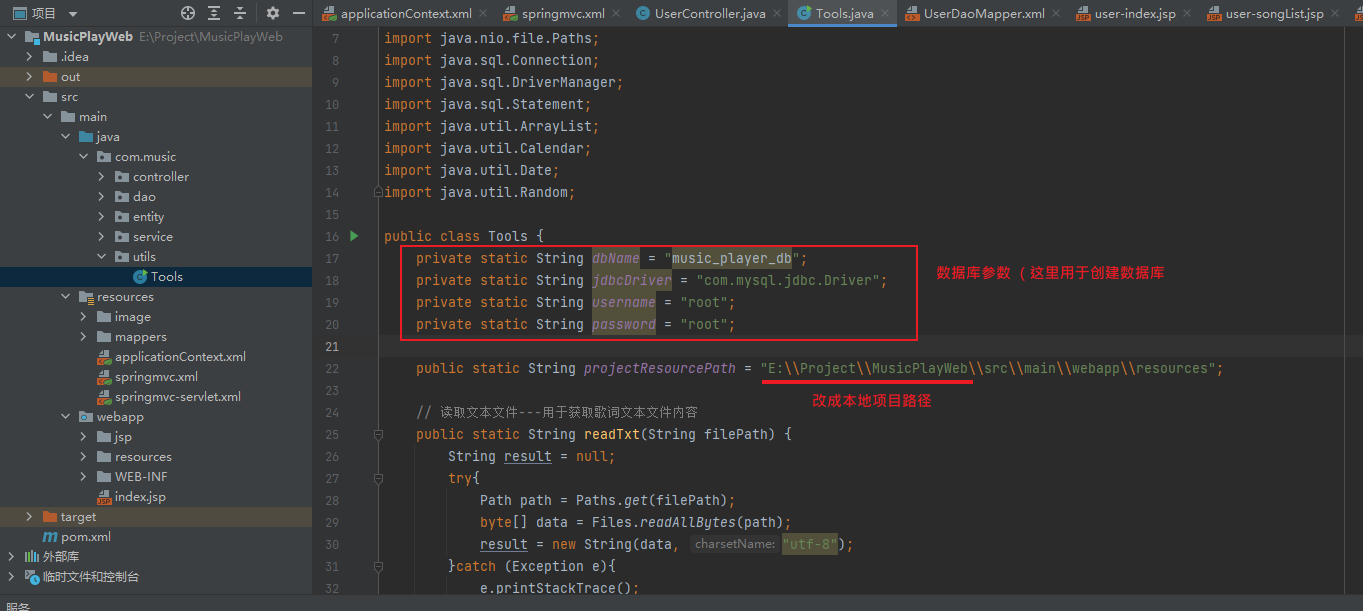 项目
applicationContext.xml
springmvc.xml
UserController.java
Tools.java
UserDaoMapper.xml
user-index.jsp
user-songList.jsp
MusicPlayWeb E:\Project\MusicPlayWeb
.idea
out
src
main
java
com.music
controller
dao
entity
service
utils
Tools
resources
image
mappers
applicationContext.xml
springmvc.xml
springmvc-servlet.xml
webapp
jsp
resources
WEB-INF
index.jsp
target
pom.xml
外部库
临时文件和控制台
服务
7 import java.nio.file.Paths;
8 import java.sql.Connection;
9 import java.sql.DriverManager;
10 import java.sql.Statement;
11 import java.util.ArrayList;
12 import java.util.Calendar;
13 import java.util.Date;
14 import java.util.Random;
15
16 public class Tools {
17 private static String dbName = "music_player_db";
18 private static String jdbcDriver = "com.mysql.jdbc.Driver";
19 private static String username = "root";
20 private static String password = "root";
数据库参数（这里用于创建数据库
21
22 public static String projectResourcePath = "E:\\Project\\MusicPlayWeb\\src\\main\\webapp\\resources";
23
改成本地项目路径
24 // 读取文本文件---用于获取歌词文本文件内容
25 public static String readTxt(String filePath) {
26 String result = null;
27 try{
28 Path path = Paths.get(filePath);
29 byte[] data = Files.readAllBytes(path);
30 result = new String(data, charsetName: "utf-8");
31 }catch (Exception e){
32 e.printStackTrace();